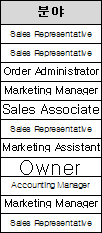 분야
Sales Representative
Sales Representative
Order Administrator
Marketing Manager
Sales Associate
Sales Representative
Marketing Assistant
Owner
Accounting Manager
Marketing Manager
Sales Representative